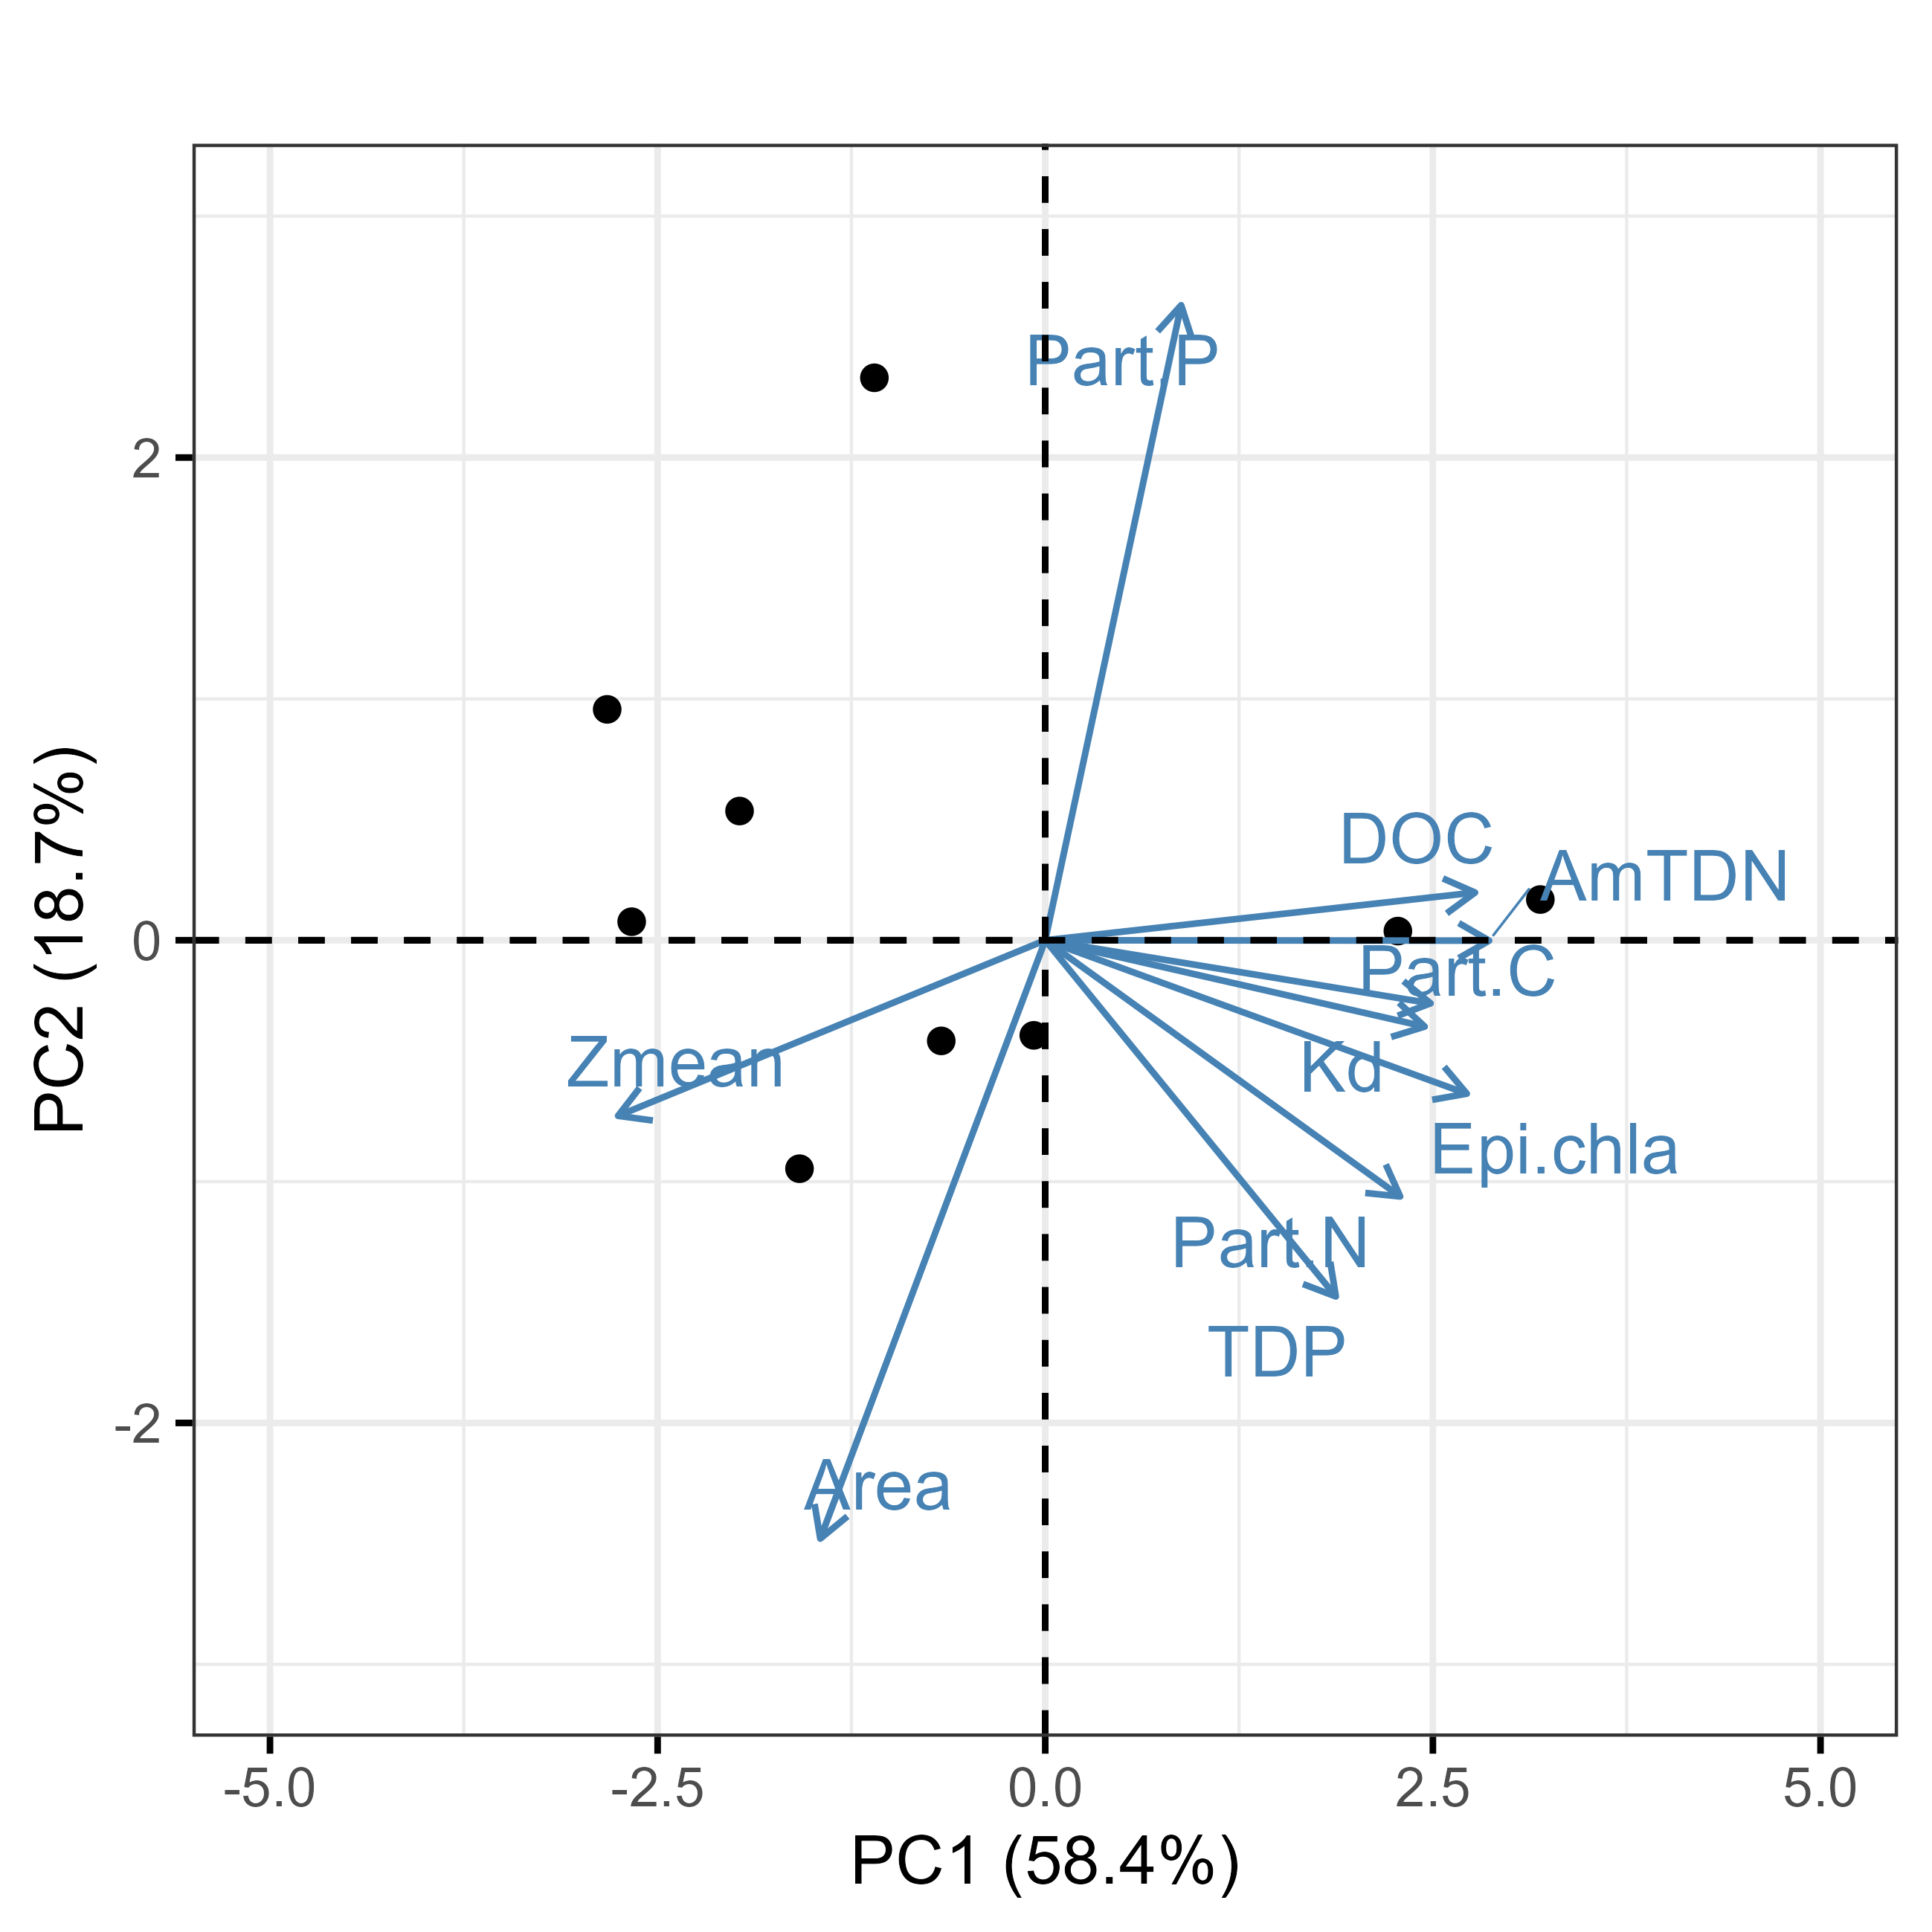 Part.P
2
DOC
AmTDN
0
Part.C
Zmean
Kd
Epi.chla
Part.N
TDP
-2
Area
-5.0
-2.5
0.0
2.5
5.0
PC1 (58.4%)
PC2 (18.7%)